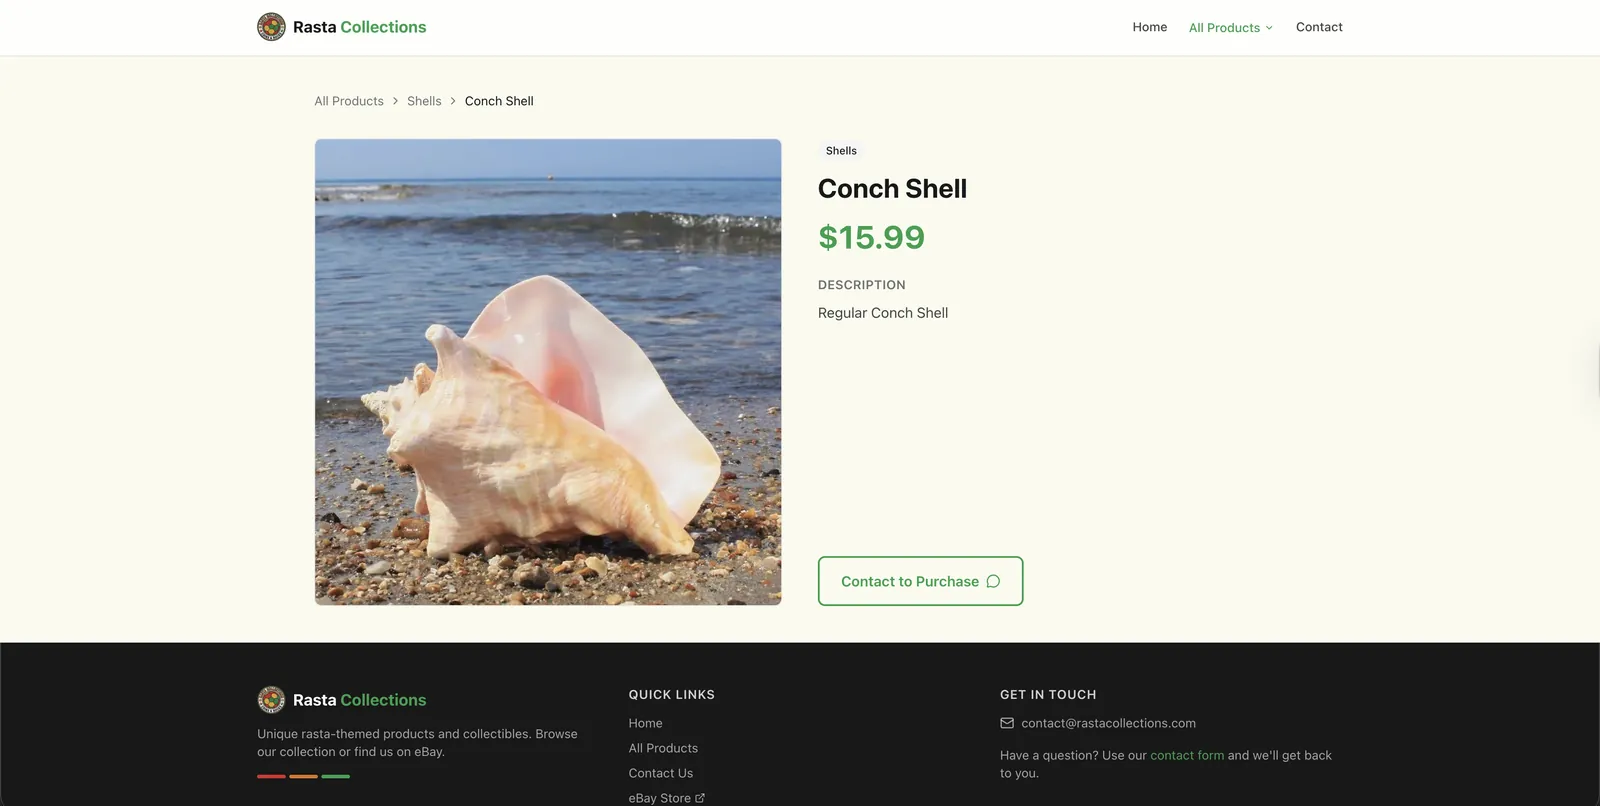 Rasta Collections
Home
All Products
Contact
All Products > Shells > Conch Shell
Shells
Conch Shell
$15.99
DESCRIPTION
Regular Conch Shell
Contact to Purchase
Rasta Collections
Unique rasta-themed products and collectibles. Browse
our collection or find us on eBay.
QUICK LINKS
Home
All Products
Contact Us
eBay Store
GET IN TOUCH
contact@rastacollections.com
Have a question? Use our contact form and we'll get back
to you.